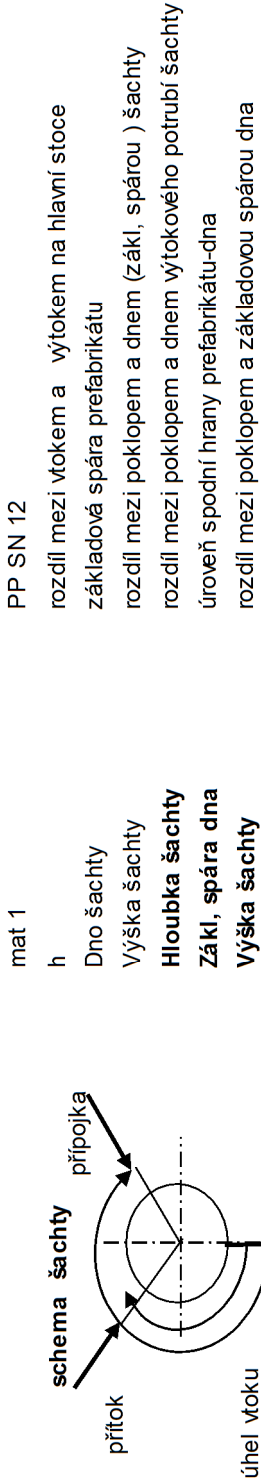 mat 1 PP SN 12
h rozdíl mezi vtokem a výtokem na hlavní stoce
Dno šachty základová spára prefabrikátu
Výška šachty rozdíl mezi poklopem a dnem (zákl, spárou ) šachty
Hloubka šachty rozdíl mezi poklopem a dnem výtokového potrubí šachty
Zákl, spára dna úroveň spodní hrany prefabrikátu-dna
Výška šachty rozdíl mezi poklopem a základovou spárou dna
schema šachty
přípojka
přítok
úhel vtoku